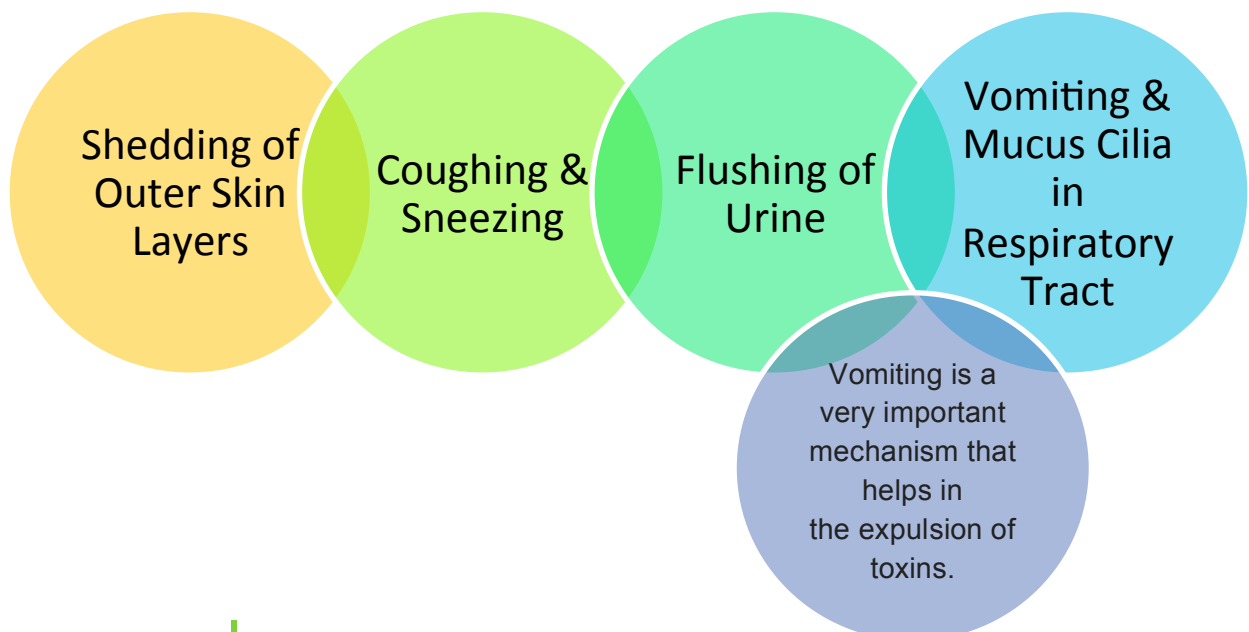 Shedding of
Outer Skin
Layers
Coughing &
Sneezing
Flushing of
Urine
Vomiting &
Mucus Cilia
in
Respiratory
Tract
Vomiting is a
very important
mechanism that
helps in
the expulsion of
toxins.